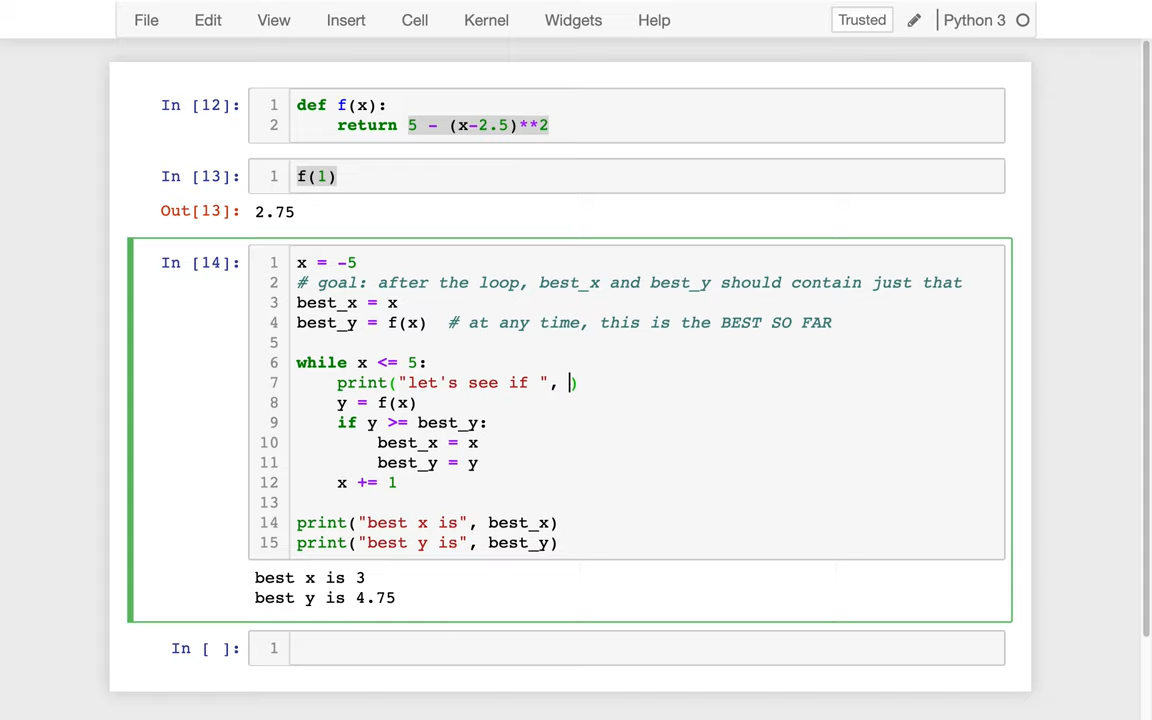 File Edit View Insert Cell Kernel Widgets Help Trusted Python 3
In [12]:
1 def f(x):
2     return 5 - (x-2.5)**2
In [13]: 1 f(1)
Out[13]: 2.75
In [14]:
1 x = -5
2 # goal: after the loop, best_x and best_y should contain just that
3 best_x = x
4 best_y = f(x)  # at any time, this is the BEST SO FAR
5
6 while x <= 5:
7     print("let's see if ", )
8     y = f(x)
9     if y >= best_y:
10         best_x = x
11         best_y = y
12     x += 1
13
14 print("best x is", best_x)
15 print("best y is", best_y)
best x is 3
best y is 4.75
In [ ]: 1